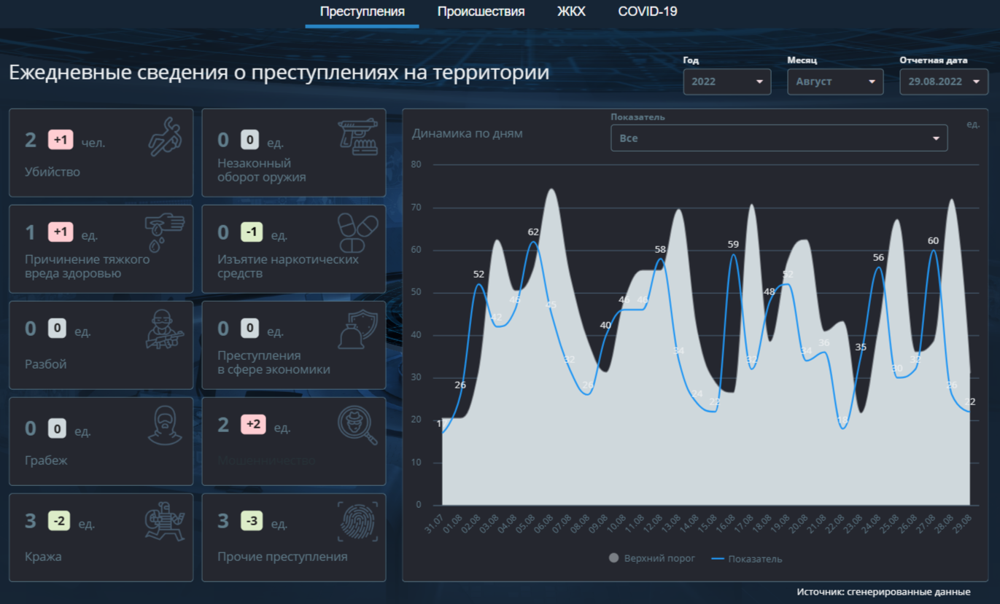 Преступления
Происшествия
ЖКХ
COVID-19
Ежедневные сведения о преступлениях на территории
Год
2022
Месяц
Август
Отчетная дата
29.08.2022
2 +1 чел.
Убийство
0 0 ед.
Незаконный
оборот оружия
1 +1 ед.
Причинение тяжкого
вреда здоровью
0 -1 ед.
Изъятие наркотических
средств
0 0 ед.
Разбой
0 0 ед.
Преступления
в сфере экономики
0 0 ед.
Грабеж
2 +2 ед.
Мошенничество
3 -2 ед.
Кража
3 -3 ед.
Прочие преступления
Динамика по дням
Показатель
Все
ед.
80
70
60
50
40
30
20
10
0
17
26
52
42
46
62
45
32
26
40
46
46
58
34
24
22
59
32
48
52
34
36
18
35
56
30
32
60
26
22
31.07
01.08
02.08
03.08
04.08
05.08
06.08
07.08
08.08
09.08
10.08
11.08
12.08
13.08
14.08
15.08
16.08
17.08
18.08
19.08
20.08
21.08
22.08
23.08
24.08
25.08
26.08
27.08
28.08
29.08
Верхний порог
Показатель
Источник: сгенерированные данные